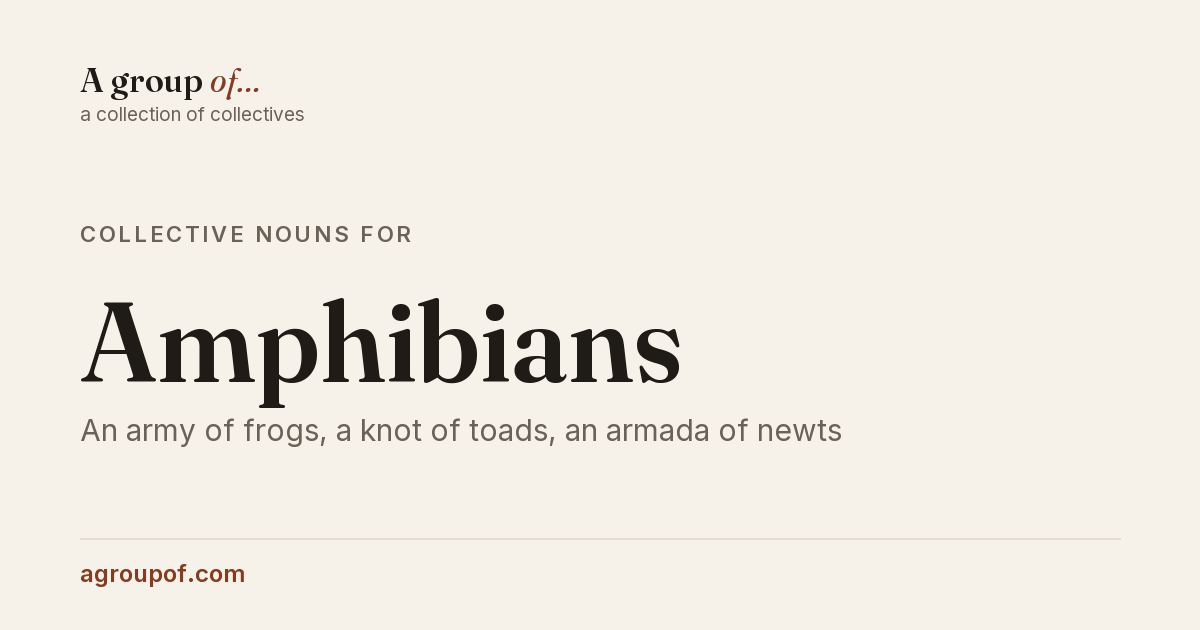 A group of...
a collection of collectives
COLLECTIVE NOUNS FOR
Amphibians
An army of frogs, a knot of toads, an armada of newts
agroupof.com